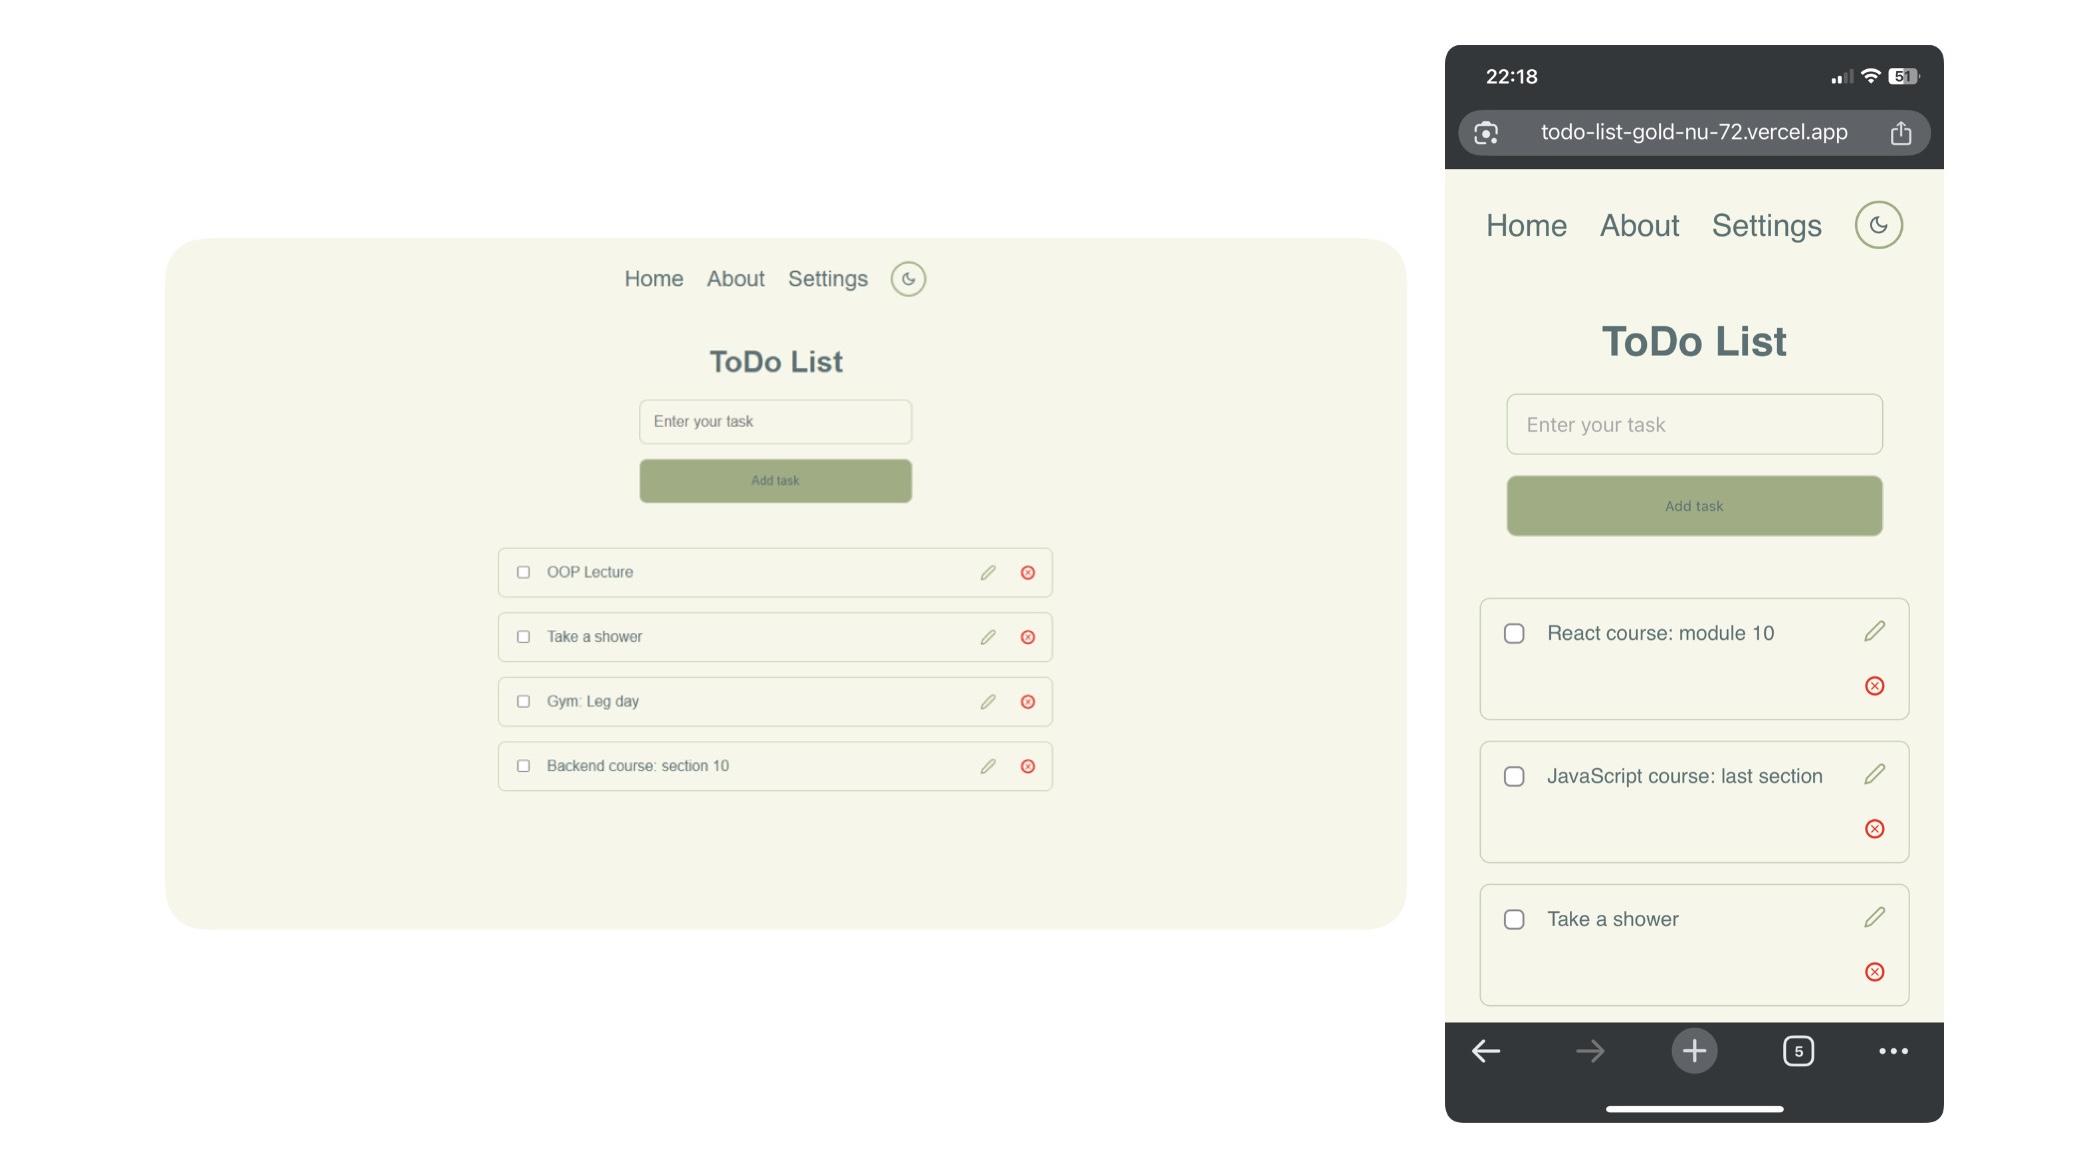 Home About Settings
ToDo List
Enter your task
Add task
OOP Lecture
Take a shower
Gym: Leg day
Backend course: section 10
22:18
51
todo-list-gold-nu-72.vercel.app
Home About Settings
ToDo List
Enter your task
Add task
React course: module 10
JavaScript course: last section
Take a shower
5